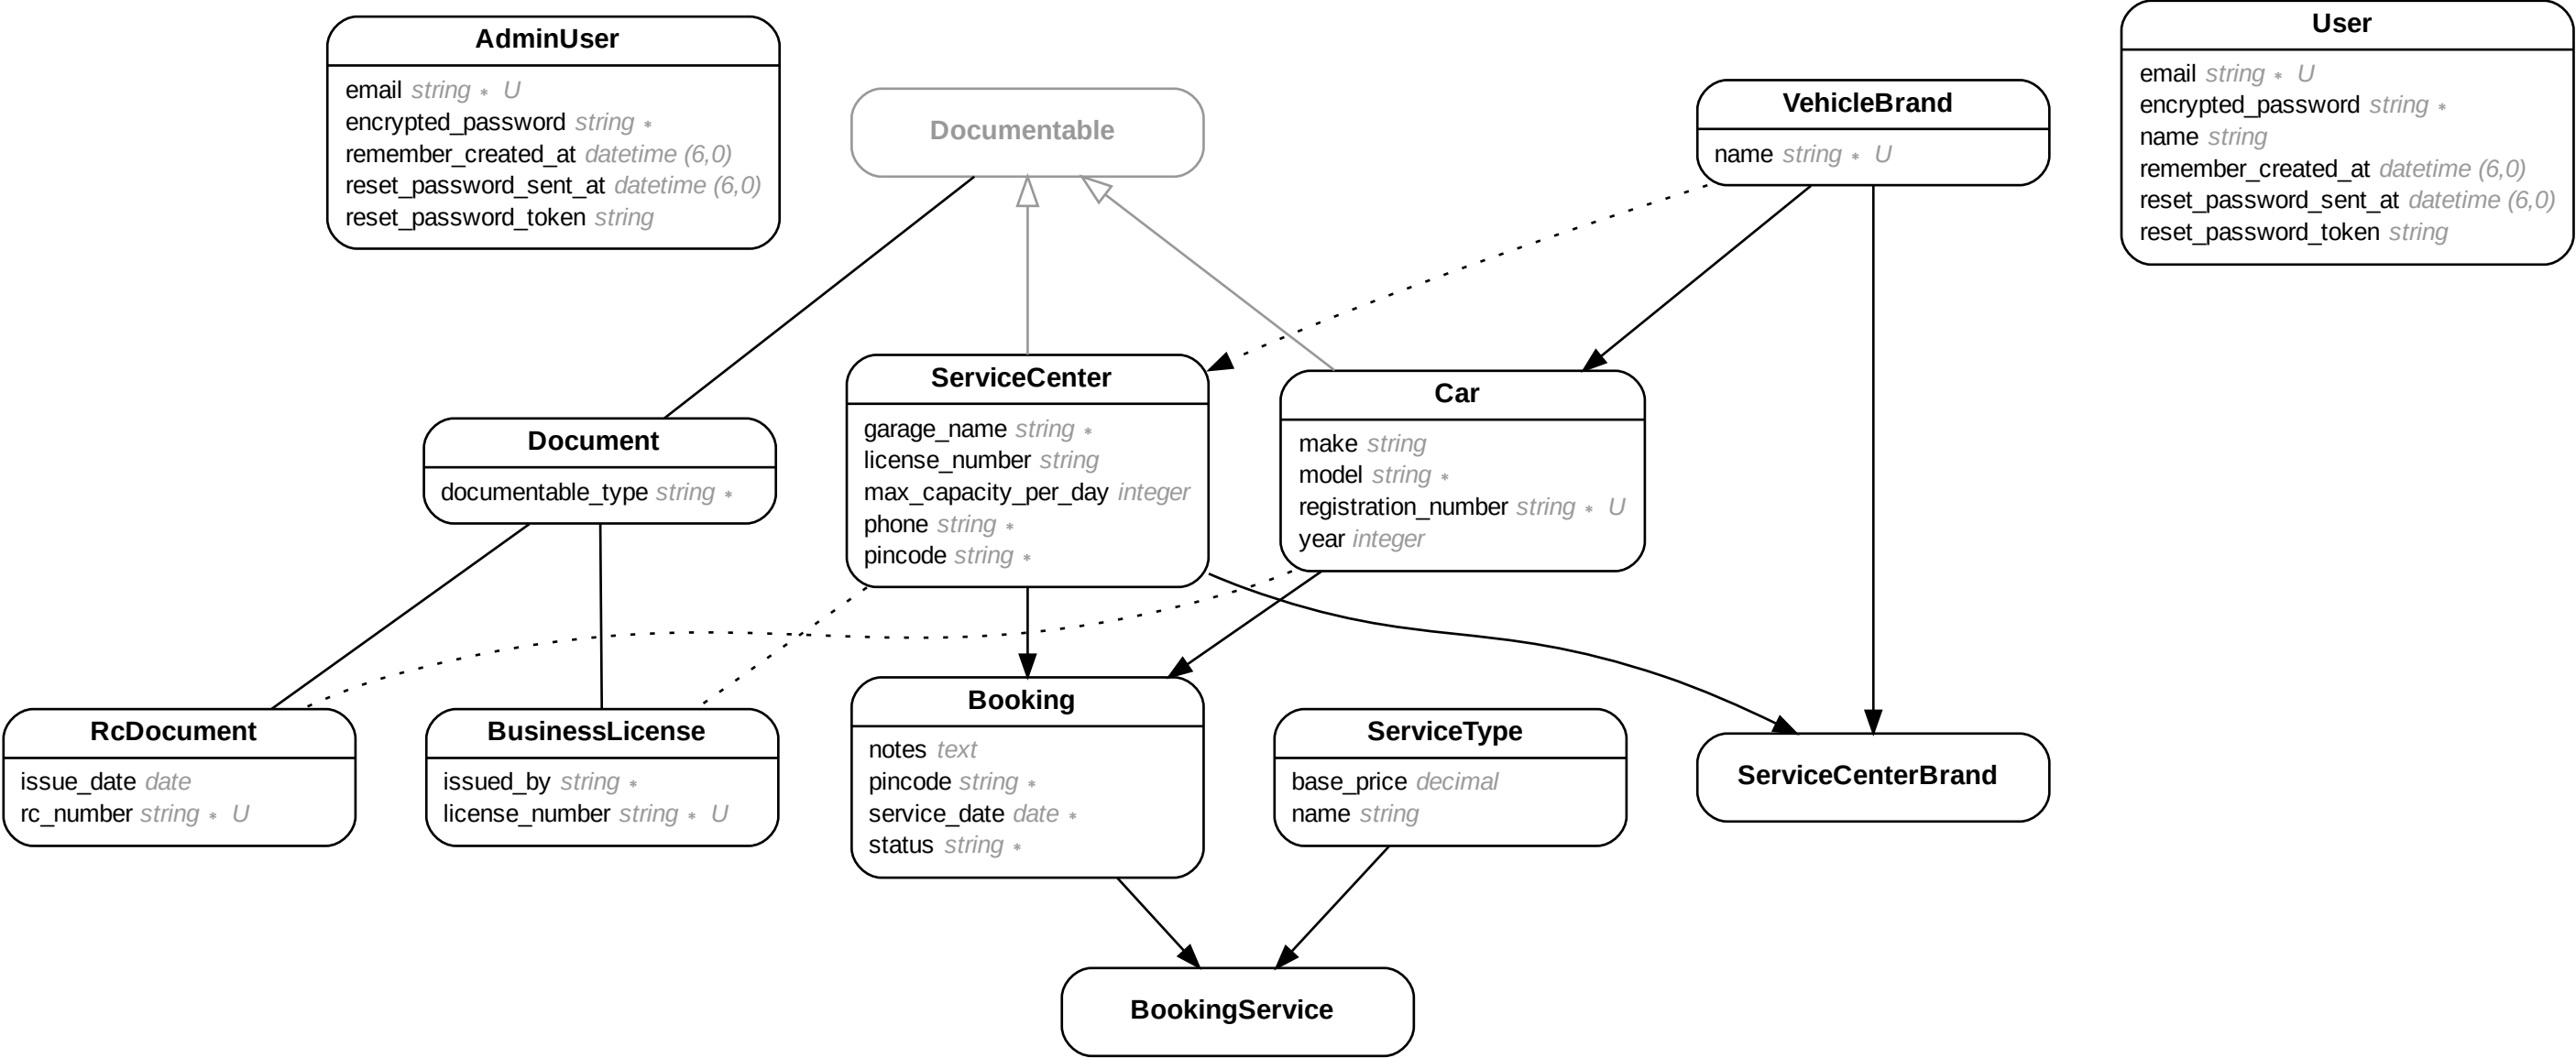 AdminUser
email string * U
encrypted_password string *
remember_created_at datetime (6,0)
reset_password_sent_at datetime (6,0)
reset_password_token string
Documentable
VehicleBrand
name string * U
User
email string * U
encrypted_password string *
name string
remember_created_at datetime (6,0)
reset_password_sent_at datetime (6,0)
reset_password_token string
Document
documentable_type string *
ServiceCenter
garage_name string *
license_number string
max_capacity_per_day integer
phone string *
pincode string *
Car
make string
model string *
registration_number string * U
year integer
RcDocument
issue_date date
rc_number string * U
BusinessLicense
issued_by string *
license_number string * U
Booking
notes text
pincode string *
service_date date *
status string *
ServiceType
base_price decimal
name string
ServiceCenterBrand
BookingService